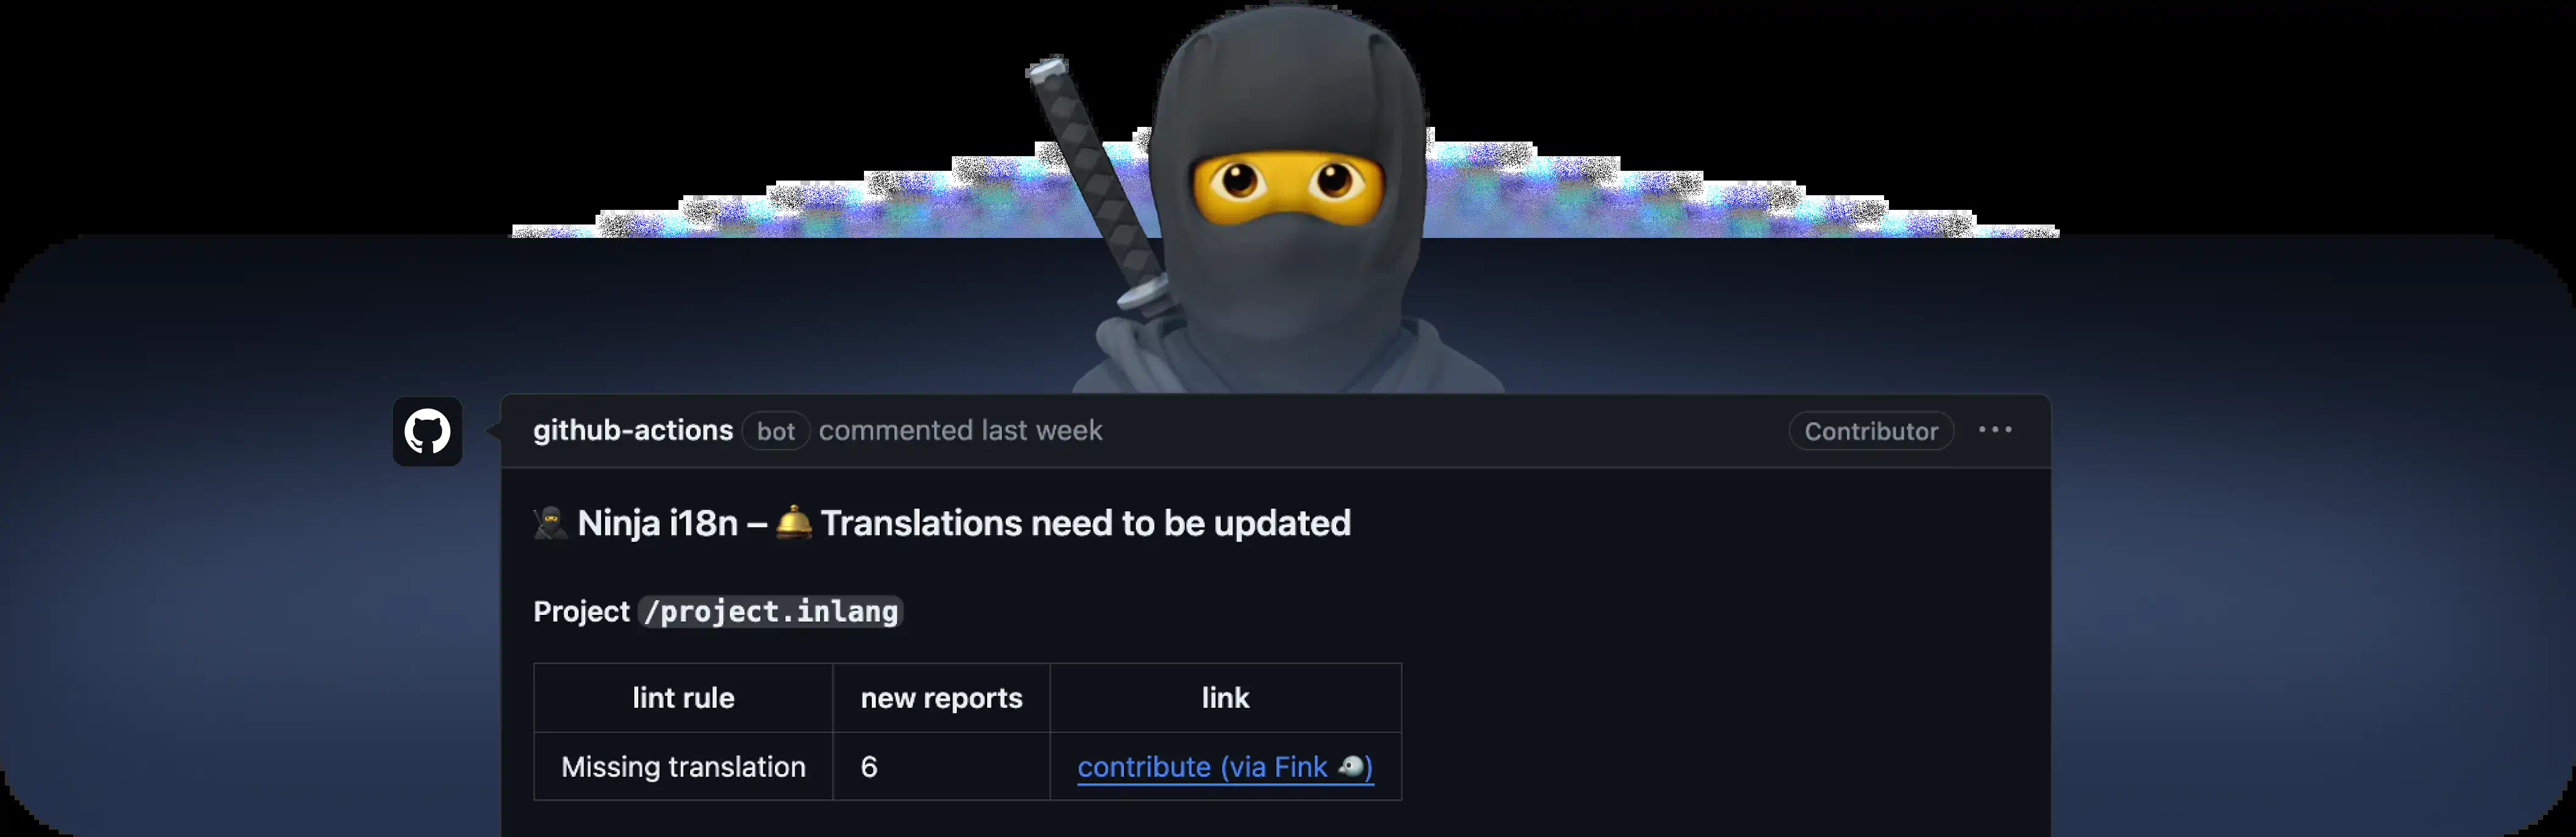 github-actions bot commented last week Contributor ...
🥷 Ninja i18n – 🛎️ Translations need to be updated
Project /project.inlang
lint rule new reports link
Missing translation 6 contribute (via Fink 🐦)